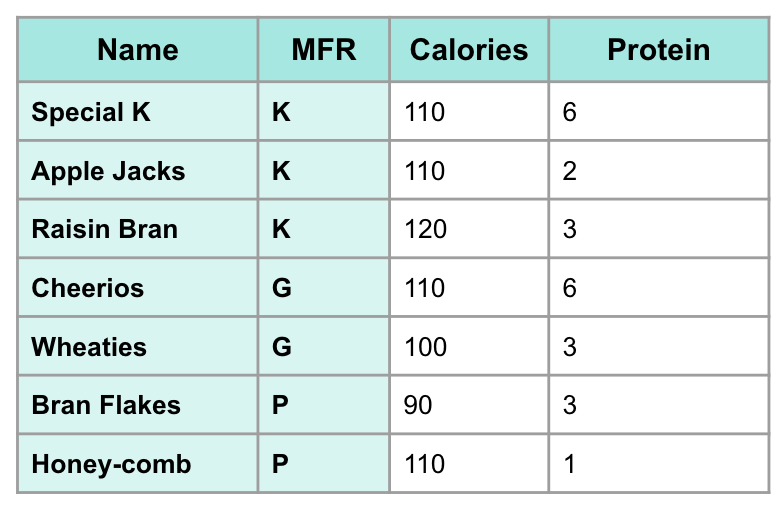 Name MFR Calories Protein
Special K K 110 6
Apple Jacks K 110 2
Raisin Bran K 120 3
Cheerios G 110 6
Wheaties G 100 3
Bran Flakes P 90 3
Honey-comb P 110 1